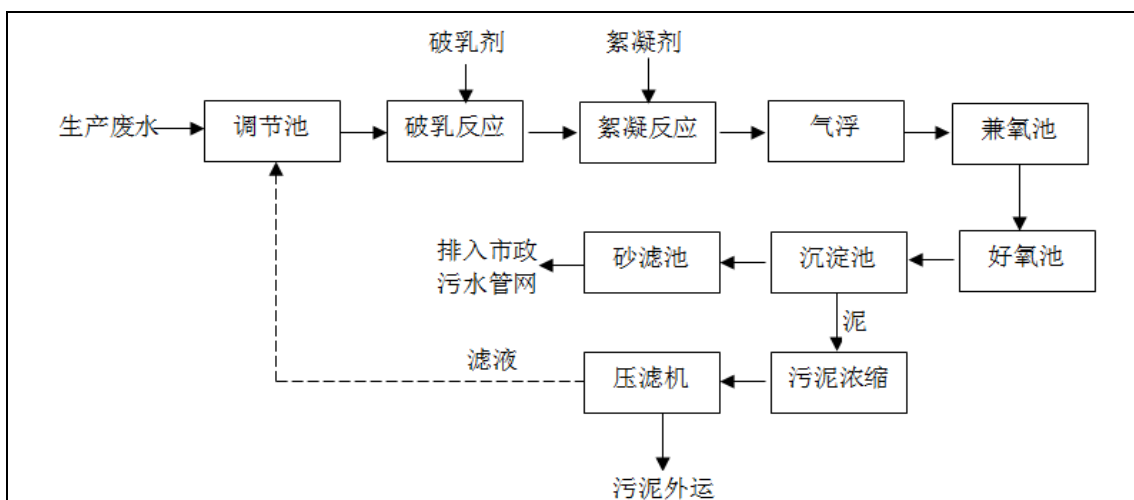 破乳剂
絮凝剂
生产废水
调节池
破乳反应
絮凝反应
气浮
兼氧池
排入市政
污水管网
砂滤池
沉淀池
好氧池
泥
滤液
压滤机
污泥浓缩
污泥外运